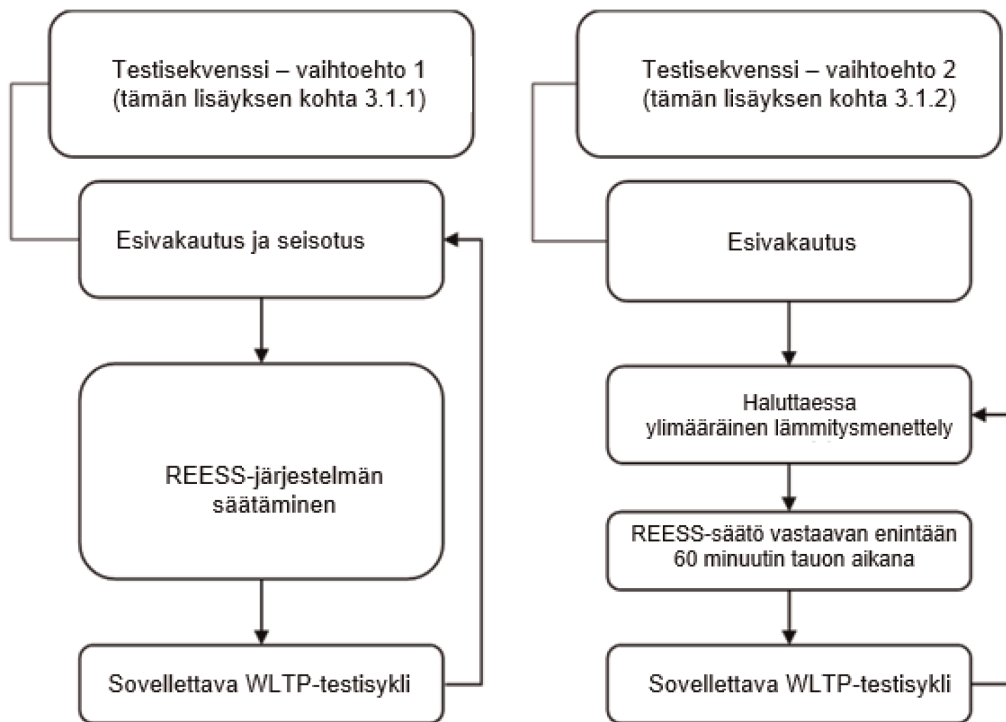 Testisekvenssi – vaihtoehto 1
(tämän lisäyksen kohta 3.1.1)
Esivakautus ja seisotus
REESS-järjestelmän
säätäminen
Sovellettava WLTP-testisykli
Testisekvenssi – vaihtoehto 2
(tämän lisäyksen kohta 3.1.2)
Esivakautus
Haluttaessa
ylimääräinen lämmitysmenettely
REESS-säätö vastaavan enintään
60 minuutin tauon aikana
Sovellettava WLTP-testisykli